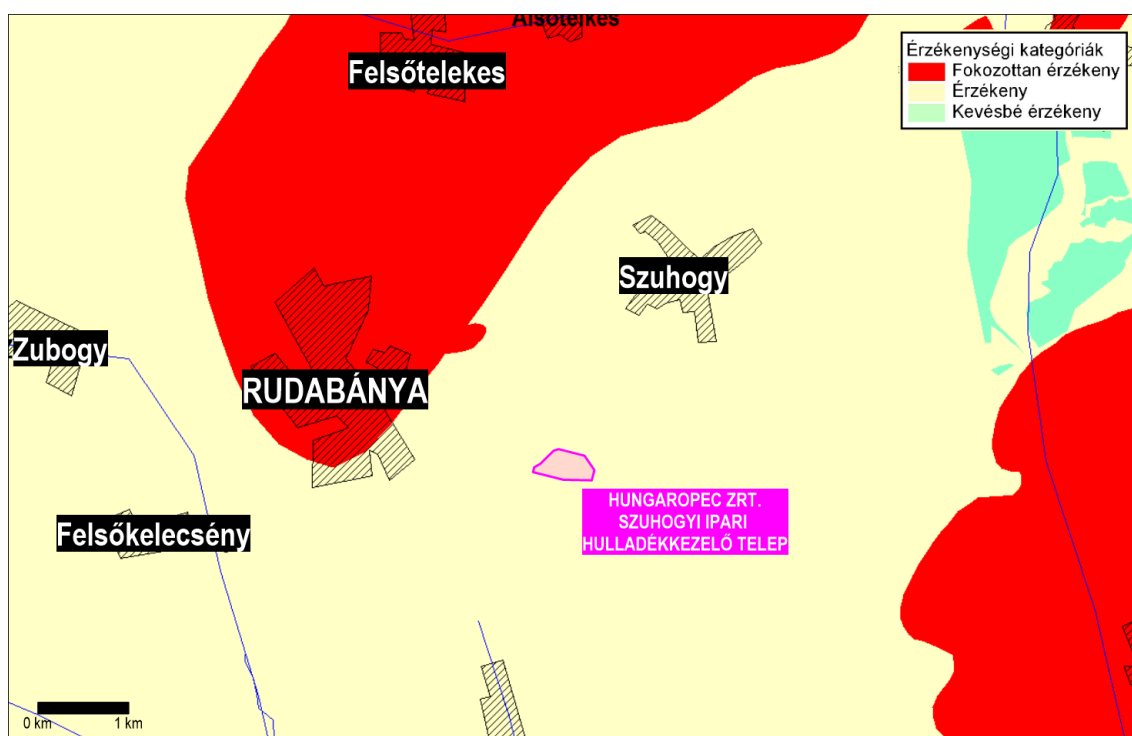 Alsótelkes
Felsőtelekes
Érzékenységi kategóriák
Fokozottan érzékeny
Érzékeny
Kevésbé érzékeny
Szuhogy
Zubogy
RUDABÁNYA
HUNGAROPEC ZRT.
SZUHOGYI IPARI
HULLADÉKKEZELŐ TELEP
Felsőkelecsény
0 km 1 km